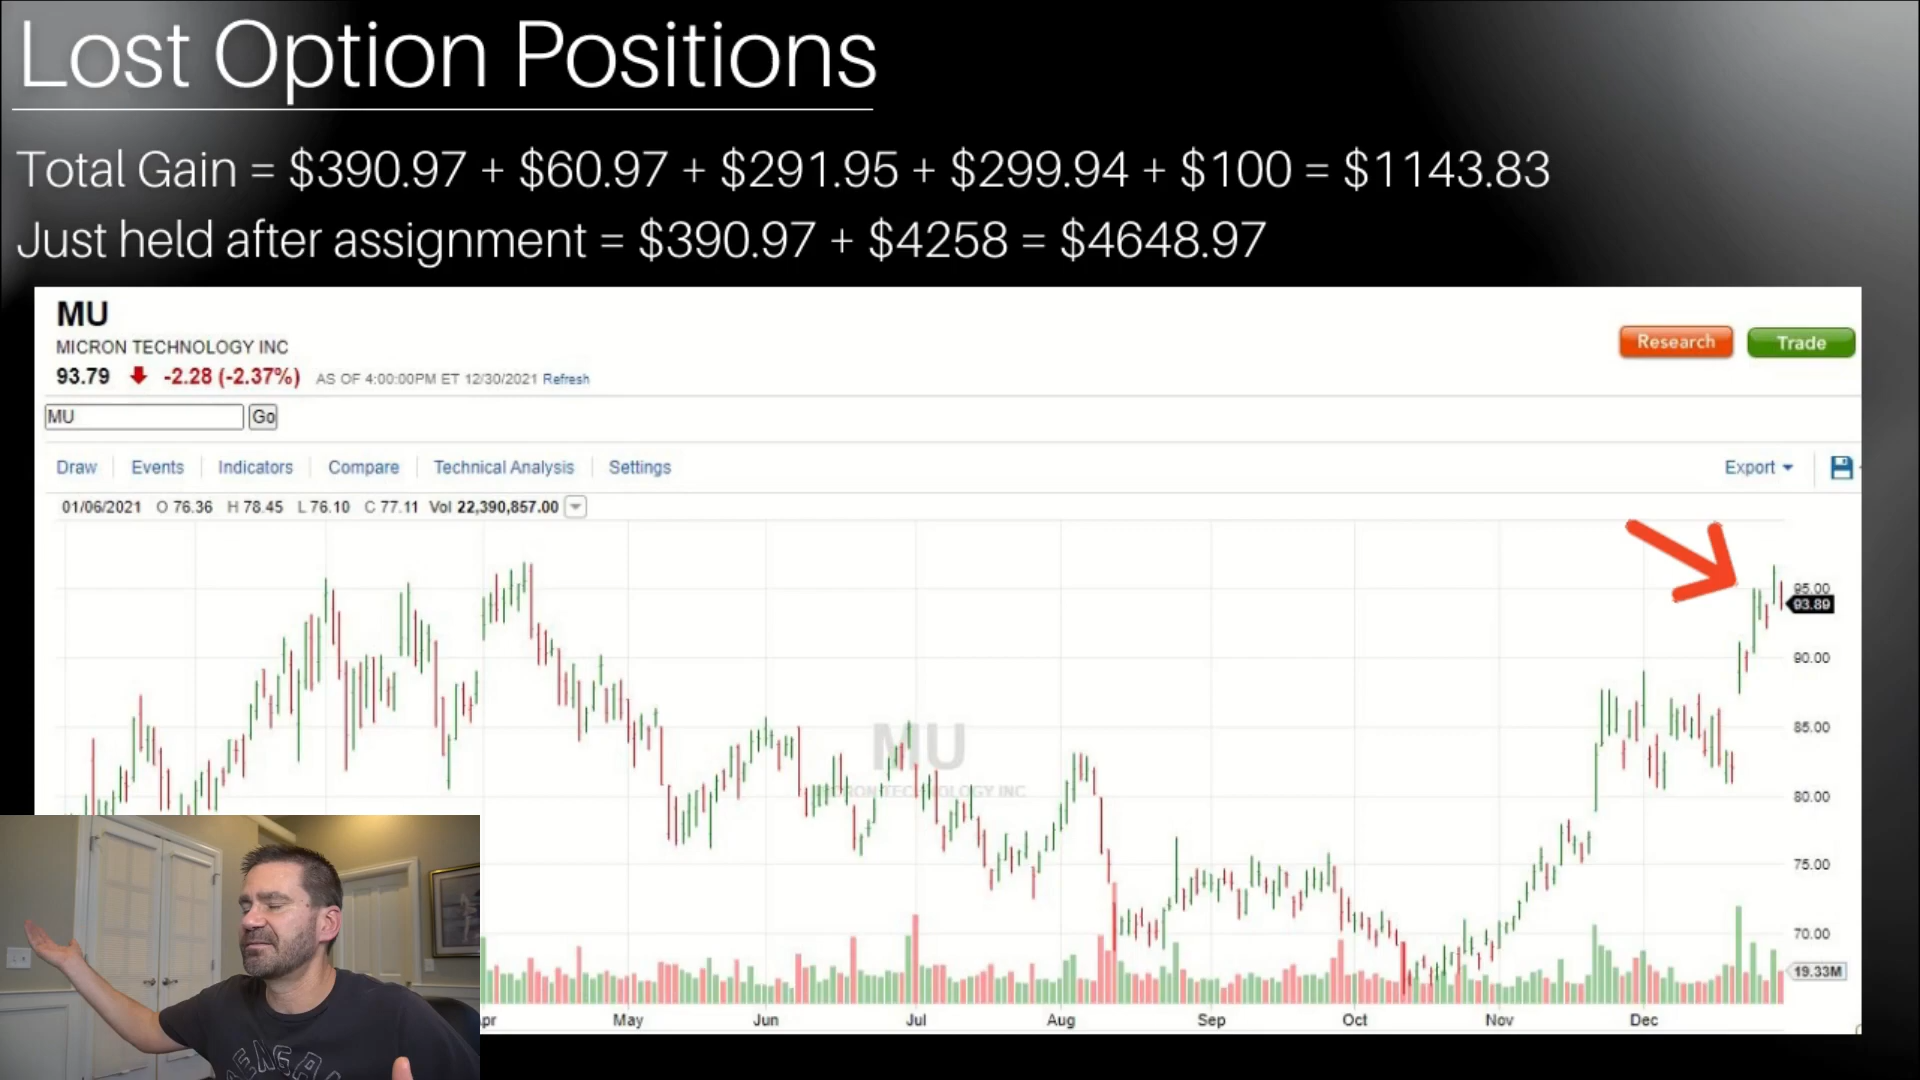 Lost Option Positions
Total Gain = $390.97 + $60.97 + $291.95 + $299.94 + $100 = $1143.83
Just held after assignment = $390.97 + $4258 = $4648.97
MU
MICRON TECHNOLOGY INC
93.79 -2.28 (-2.37%) AS OF 4:00:00PM ET 12/30/2021 Refresh
Research Trade
MU Go
Draw Events Indicators Compare Technical Analysis Settings Export
01/06/2021 O 76.36 H 78.45 L 76.10 C 77.11 Vol 22,390,857.00
MU
MICRON TECHNOLOGY INC
95.00
93.89
90.00
85.00
80.00
75.00
70.00
19.33M
pr May Jun Jul Aug Sep Oct Nov Dec